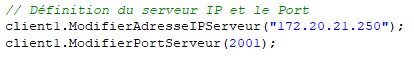 // Définition du serveur IP et le Port
client1.ModifierAdresseIPServeur("172.20.21.250");
client1.ModifierPortServeur(2001);